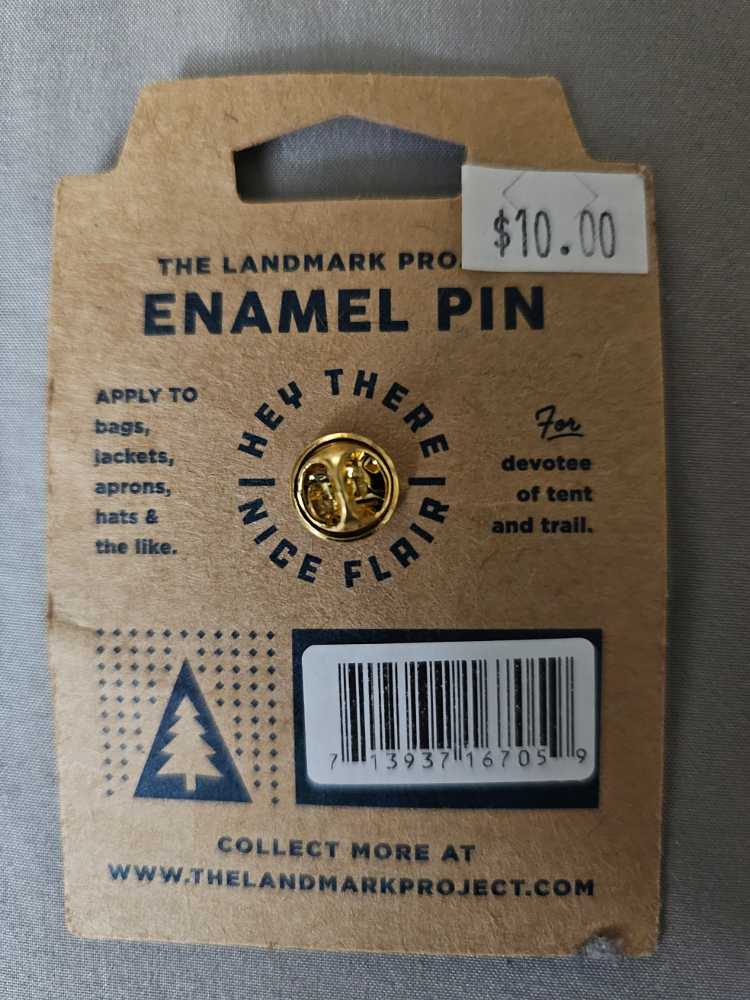 $10.00
THE LANDMARK PRO
ENAMEL PIN
APPLY TO
bags,
jackets,
aprons,
hats &
the like.
HEY THERE
NICE FLAIR
For
devotee
of tent
and trail.
7 13937 16705 9
COLLECT MORE AT
WWW.THELANDMARKPROJECT.COM